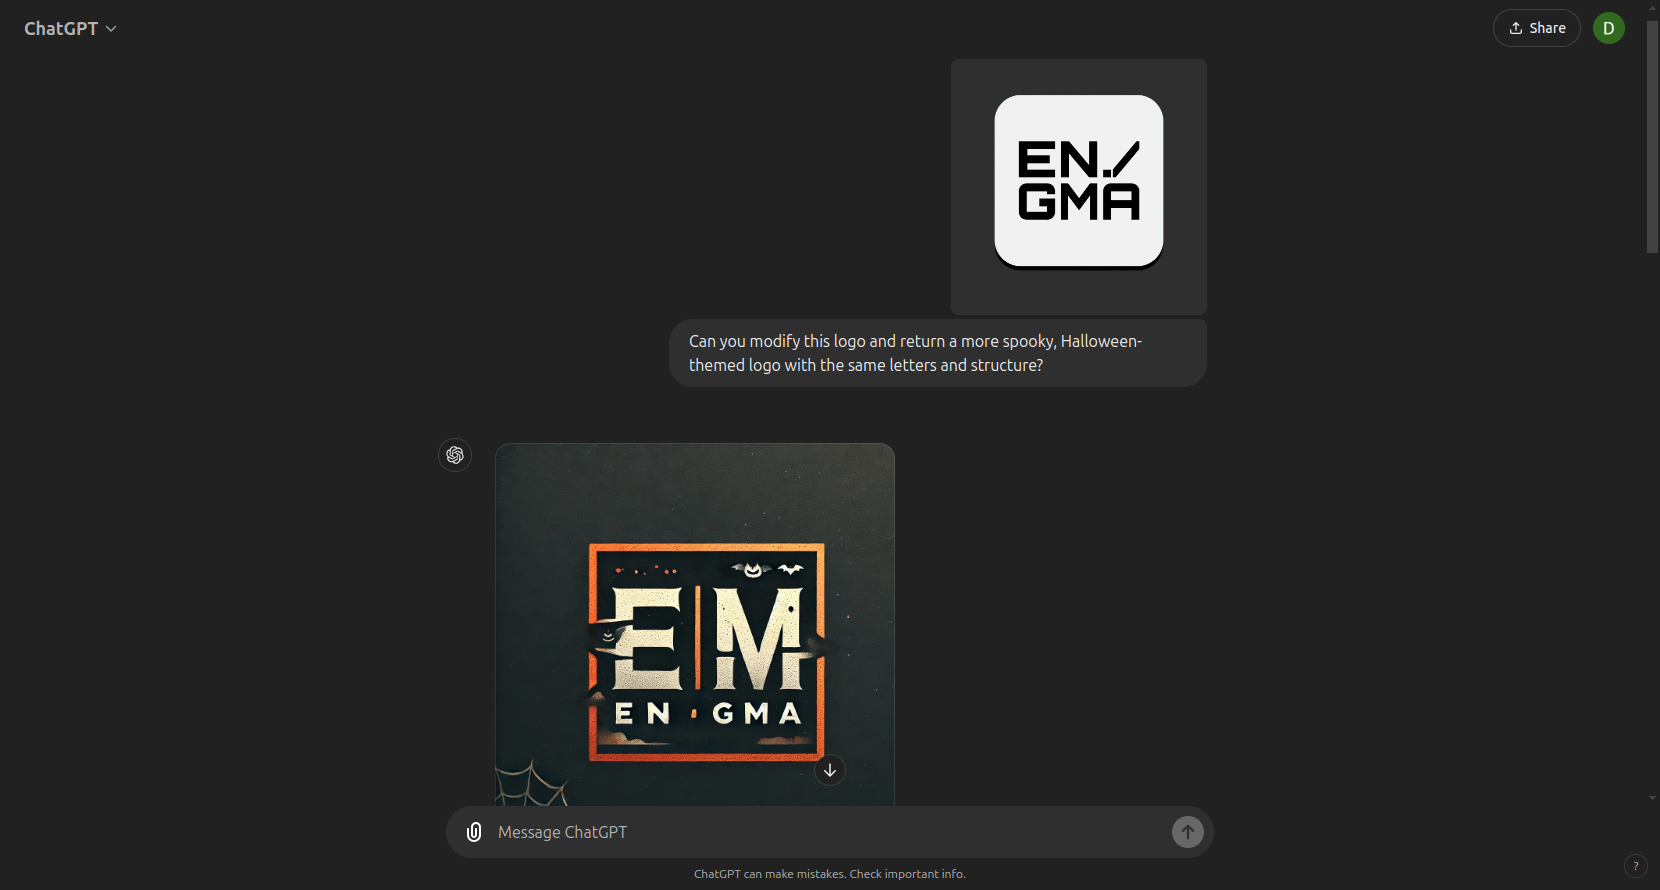 ChatGPT
Share
D
EN./
GMA
Can you modify this logo and return a more spooky, Halloween-
themed logo with the same letters and structure?
E|M
EN·GMA
Message ChatGPT
ChatGPT can make mistakes. Check important info.
?